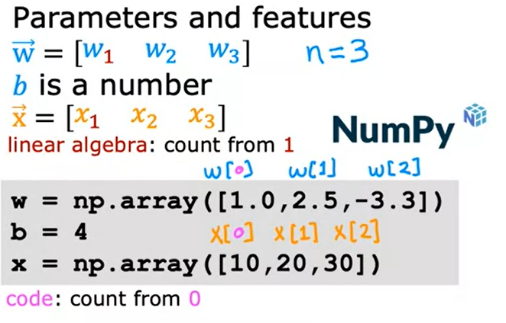 Parameters and features
w⃗ = [w₁ w₂ w₃] n=3
b is a number
x⃗ = [x₁ x₂ x₃]
linear algebra: count from 1
NumPy
w[0] w[1] w[2]
w = np.array([1.0,2.5,-3.3])
b = 4 x[0] x[1] x[2]
x = np.array([10,20,30])
code: count from 0